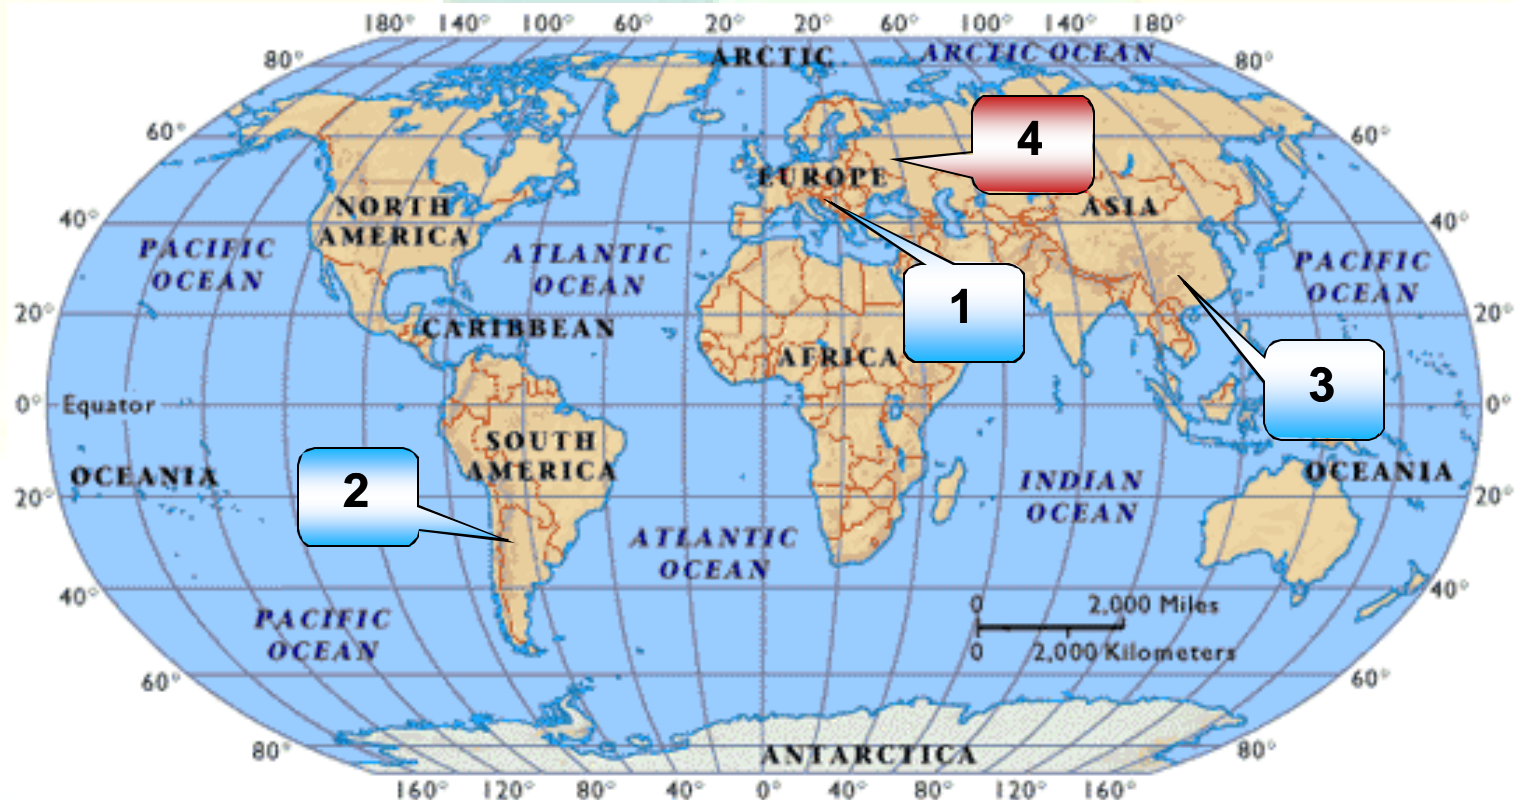 180° 140° 100° 60° 20° 20° 60° 100° 140° 180°
80° ARCTIC ARCTIC OCEAN 80°
60° 4 60°
EUROPE
NORTH AMERICA
ASIA
40° 40°
PACIFIC OCEAN
ATLANTIC OCEAN
PACIFIC OCEAN
1
20° 20°
CARIBBEAN
AFRICA
3
0° Equator 0°
SOUTH AMERICA
OCEANIA
2
INDIAN OCEAN
OCEANIA
20° 20°
ATLANTIC OCEAN
40° 40°
0 2,000 Miles
0 2,000 Kilometers
PACIFIC OCEAN
60° 60°
80° ANTARCTICA 80°
160° 120° 80° 40° 0° 40° 80° 120° 160°